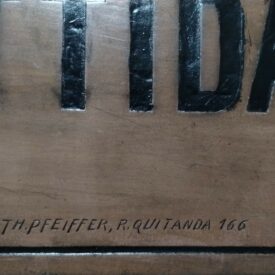 TIDA
TH. PFEIFFER, R. QUITANDA 166